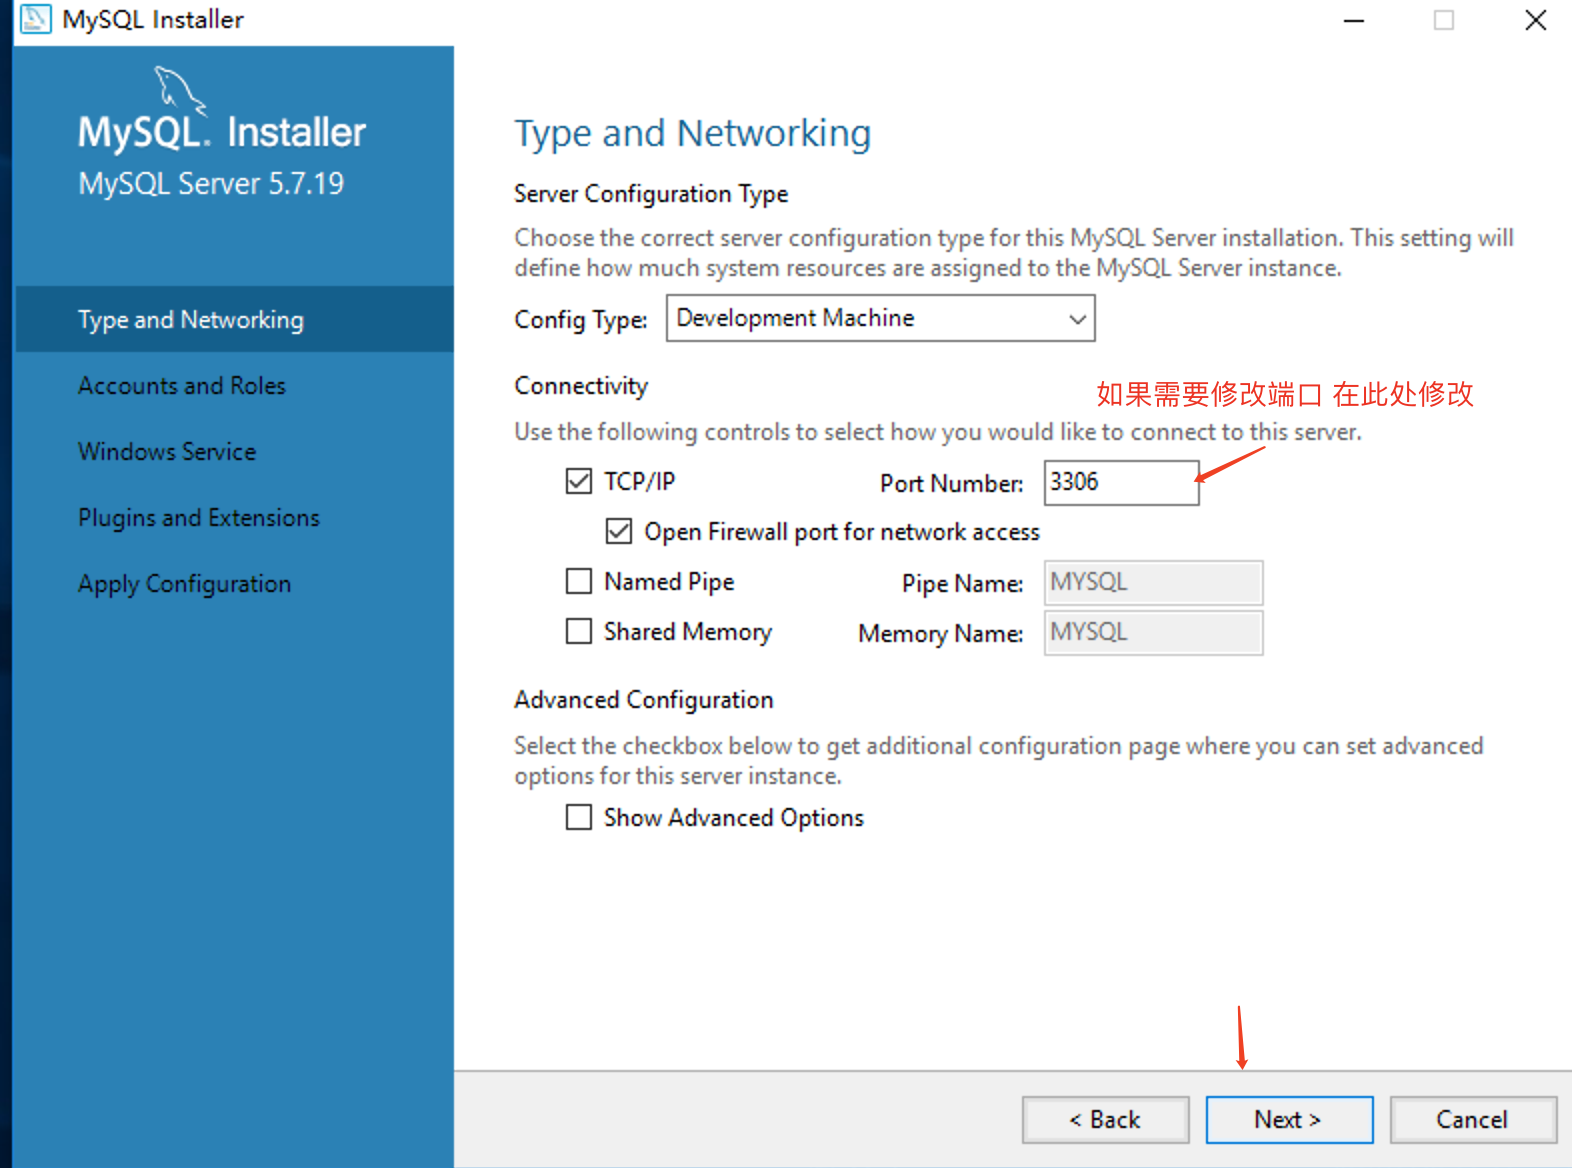 MySQL Installer
MySQL. Installer
MySQL Server 5.7.19
Type and Networking
Accounts and Roles
Windows Service
Plugins and Extensions
Apply Configuration
Type and Networking
Server Configuration Type
Choose the correct server configuration type for this MySQL Server installation. This setting will
define how much system resources are assigned to the MySQL Server instance.
Config Type: Development Machine
Connectivity
如果需要修改端口 在此处修改
Use the following controls to select how you would like to connect to this server.
TCP/IP Port Number: 3306
Open Firewall port for network access
Named Pipe Pipe Name: MYSQL
Shared Memory Memory Name: MYSQL
Advanced Configuration
Select the checkbox below to get additional configuration page where you can set advanced
options for this server instance.
Show Advanced Options
< Back Next > Cancel